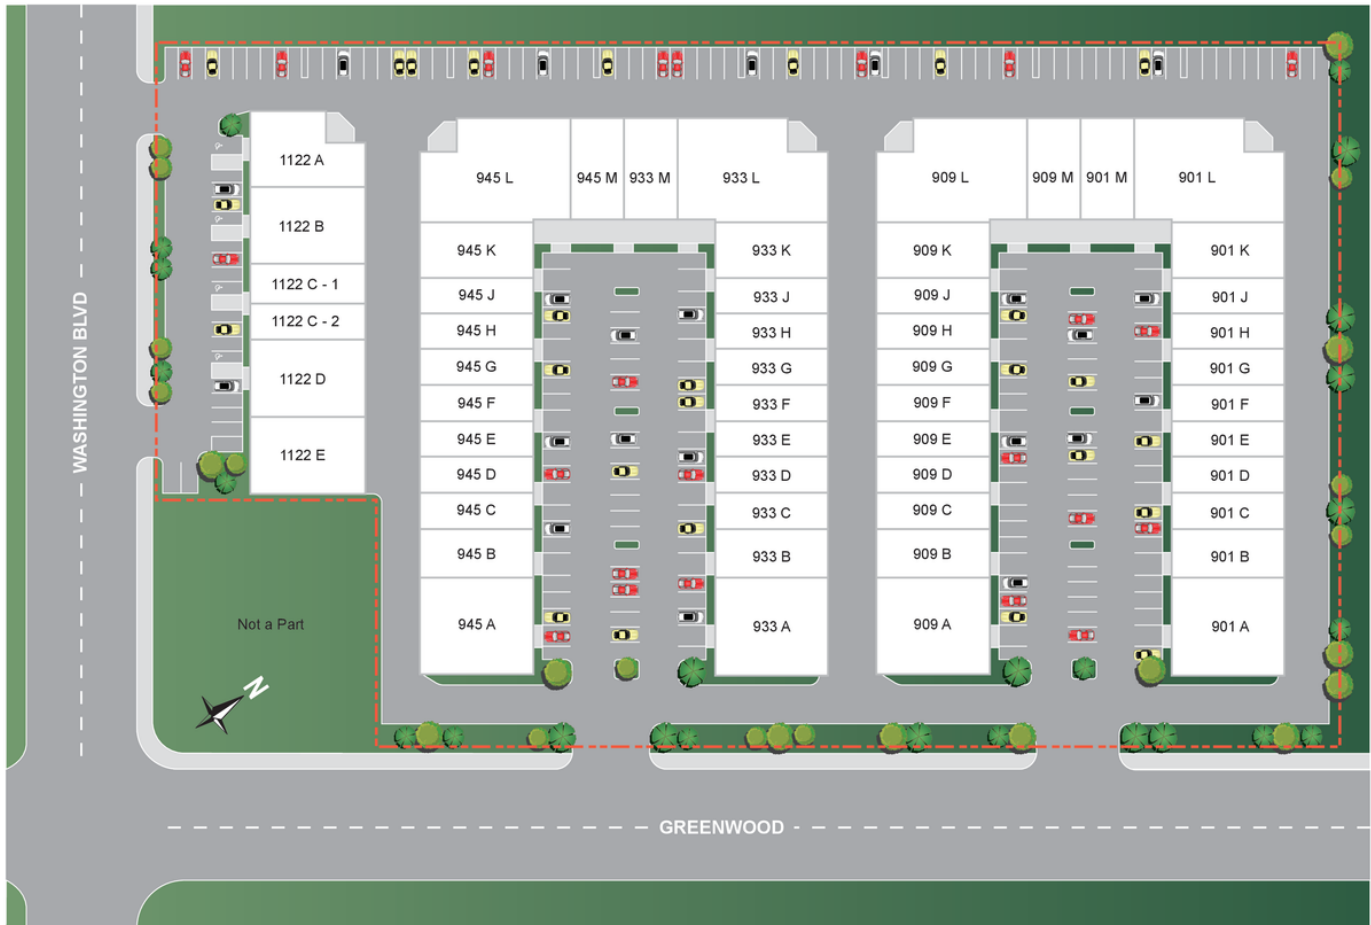 1122 A
1122 B
1122 C - 1
1122 C - 2
1122 D
1122 E
945 L
945 M
933 M
933 L
945 K
945 J
945 H
945 G
945 F
945 E
945 D
945 C
945 B
945 A
933 K
933 J
933 H
933 G
933 F
933 E
933 D
933 C
933 B
933 A
909 L
909 M
901 M
901 L
909 K
909 J
909 H
909 G
909 F
909 E
909 D
909 C
909 B
909 A
901 K
901 J
901 H
901 G
901 F
901 E
901 D
901 C
901 B
901 A
WASHINGTON BLVD
Not a Part
N
GREENWOOD